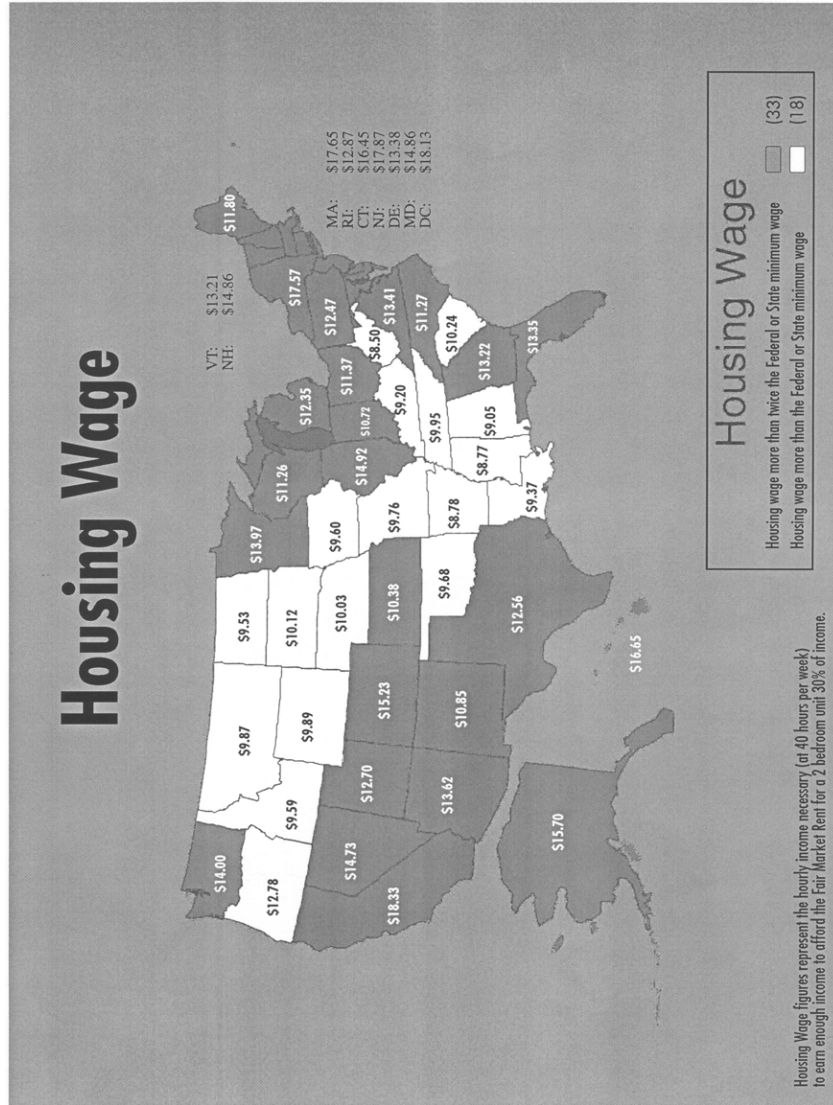 Housing Wage
VT: $13.21
NH: $14.86
$11.80
MA: $17.65
RI: $12.87
CT: $16.45
NJ: $17.87
DE: $13.38
MD: $14.86
DC: $18.13
$14.00
$9.87
$9.53
$13.97
$11.26
$12.35
$17.57
$12.78
$9.59
$9.89
$10.12
$9.60
$14.92
$10.72
$11.37
$12.47
$8.50
$13.41
$18.33
$14.73
$12.70
$15.23
$10.03
$10.38
$9.76
$9.20
$9.95
$11.27
$10.24
$13.62
$10.85
$9.68
$8.78
$8.77
$9.05
$13.22
$12.56
$9.37
$13.35
$15.70
$16.65
Housing Wage
Housing wage more than twice the Federal or State minimum wage (33)
Housing wage more than the Federal or State minimum wage (18)
Housing Wage figures represent the hourly income necessary (at 40 hours per week)
to earn enough income to afford the Fair Market Rent for a 2 bedroom unit 30% of income.